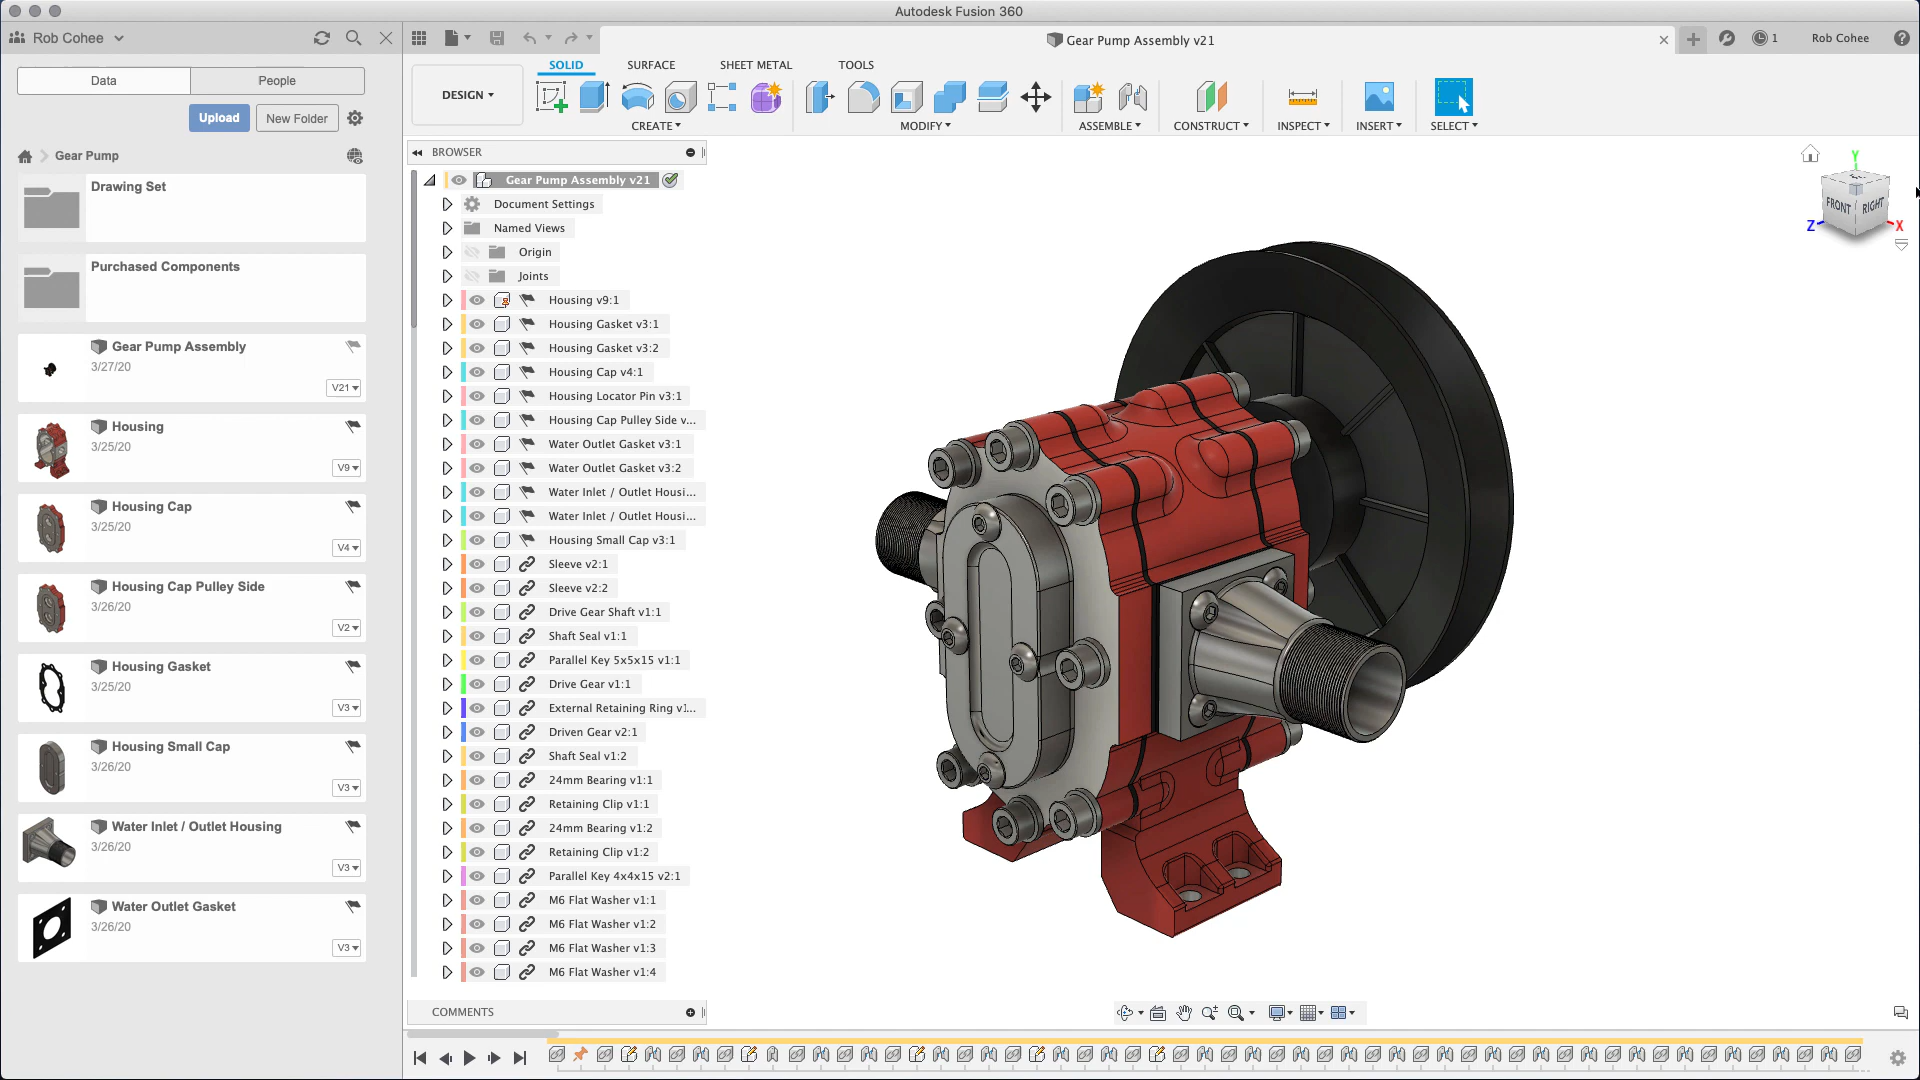 Autodesk Fusion 360
Rob Cohee
Gear Pump Assembly v21
1
Rob Cohee
Data
People
Upload
New Folder
Gear Pump
Drawing Set
Purchased Components
Gear Pump Assembly
3/27/20
V21
Housing
3/25/20
V9
Housing Cap
3/25/20
V4
Housing Cap Pulley Side
3/26/20
V2
Housing Gasket
3/25/20
V3
Housing Small Cap
3/26/20
V3
Water Inlet / Outlet Housing
3/26/20
V3
Water Outlet Gasket
3/26/20
V3
DESIGN
SOLID
SURFACE
SHEET METAL
TOOLS
CREATE
MODIFY
ASSEMBLE
CONSTRUCT
INSPECT
INSERT
SELECT
BROWSER
Gear Pump Assembly v21
Document Settings
Named Views
Origin
Joints
Housing v9:1
Housing Gasket v3:1
Housing Gasket v3:2
Housing Cap v4:1
Housing Locator Pin v3:1
Housing Cap Pulley Side v...
Water Outlet Gasket v3:1
Water Outlet Gasket v3:2
Water Inlet / Outlet Housi...
Water Inlet / Outlet Housi...
Housing Small Cap v3:1
Sleeve v2:1
Sleeve v2:2
Drive Gear Shaft v1:1
Shaft Seal v1:1
Parallel Key 5x5x15 v1:1
Drive Gear v1:1
External Retaining Ring v1...
Driven Gear v2:1
Shaft Seal v1:2
24mm Bearing v1:1
Retaining Clip v1:1
24mm Bearing v1:2
Retaining Clip v1:2
Parallel Key 4x4x15 v2:1
M6 Flat Washer v1:1
M6 Flat Washer v1:2
M6 Flat Washer v1:3
M6 Flat Washer v1:4
COMMENTS
Y
FRONT
RIGHT
Z
X